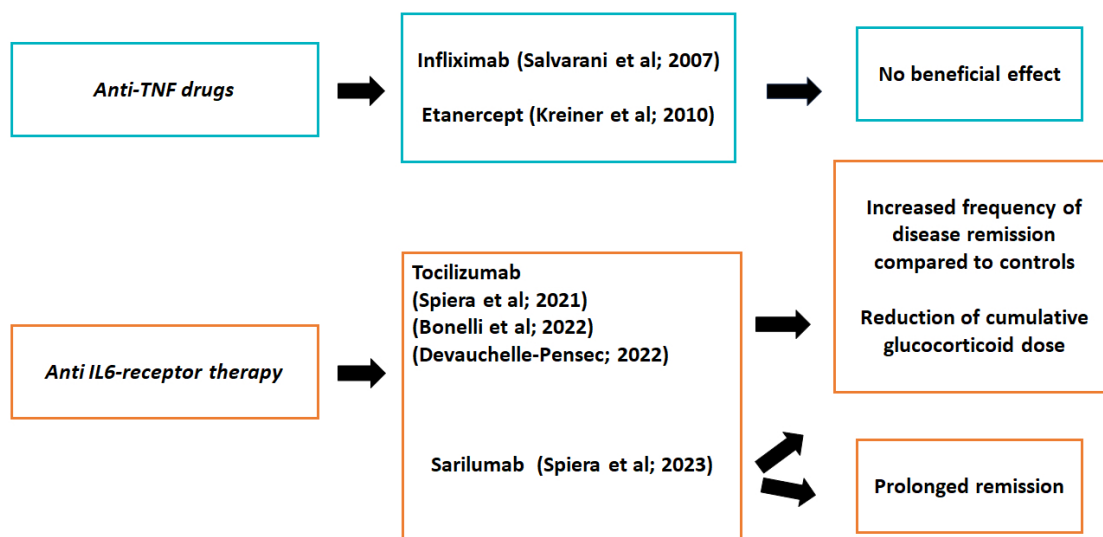 Anti-TNF drugs
Infliximab (Salvarani et al; 2007)
Etanercept (Kreiner et al; 2010)
No beneficial effect
Anti IL6-receptor therapy
Tocilizumab
(Spiera et al; 2021)
(Bonelli et al; 2022)
(Devauchelle-Pensec; 2022)
Sarilumab (Spiera et al; 2023)
Increased frequency of
disease remission
compared to controls
Reduction of cumulative
glucocorticoid dose
Prolonged remission